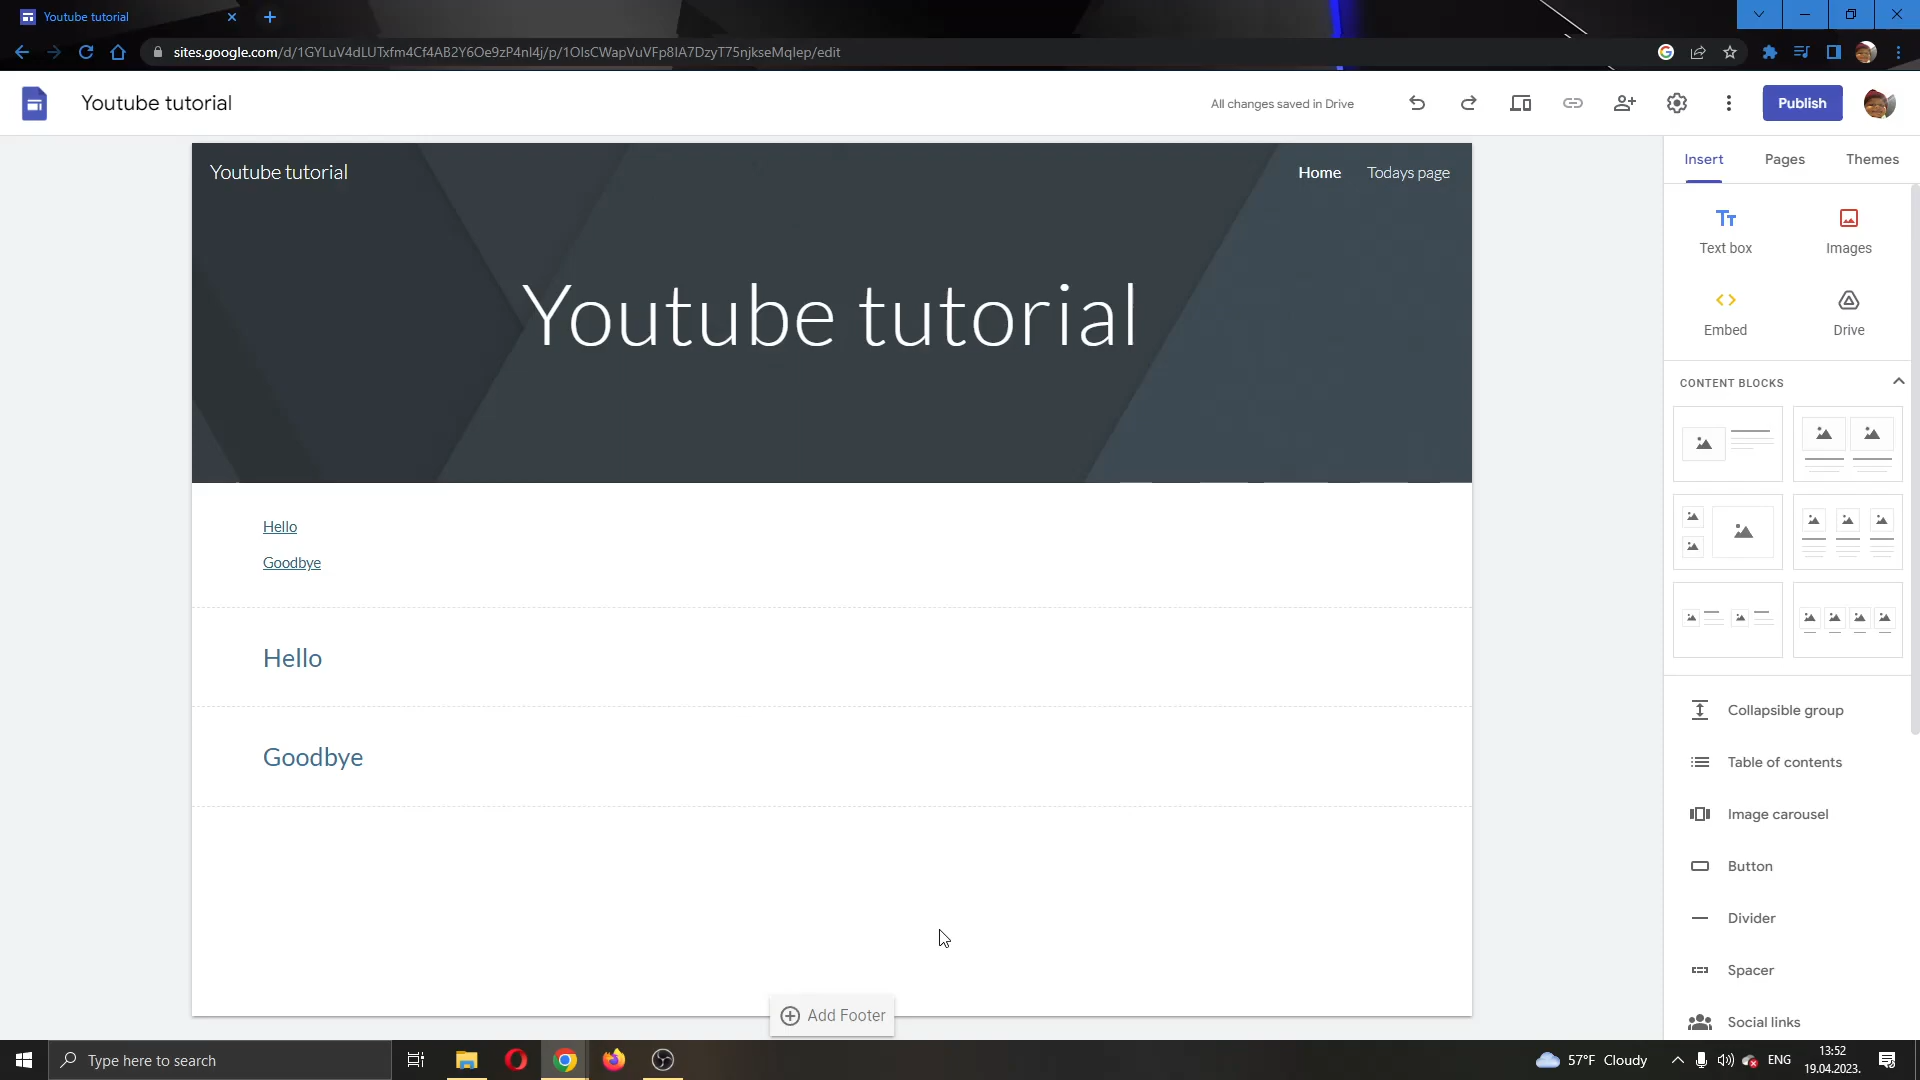 Youtube tutorial
sites.google.com/d/1GYLuV4dLUTxfm4Cf4AB2Y6Oe9zP4nl4j/p/1OlsCWapVuVFp8lA7DzyT75njkseMqlep/edit
Youtube tutorial
All changes saved in Drive
Publish
Youtube tutorial
Home
Todays page
Youtube tutorial
Hello
Goodbye
Hello
Goodbye
Add Footer
Insert
Pages
Themes
Text box
Images
Embed
Drive
CONTENT BLOCKS
Collapsible group
Table of contents
Image carousel
Button
Divider
Spacer
Social links
Type here to search
57°F Cloudy
ENG
13:52
19.04.2023.